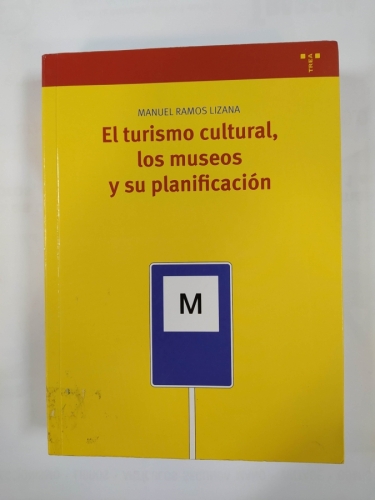 TREA
MANUEL RAMOS LIZANA
El turismo cultural,
los museos
y su planificación
M